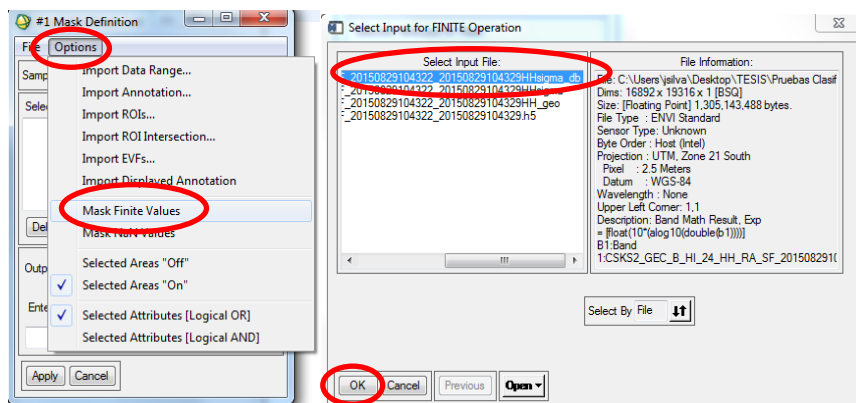 #1 Mask Definition
File Options
Import Data Range...
Import Annotation...
Import ROIs...
Import ROI Intersection...
Import EVFs...
Import Displayed Annotation
Mask Finite Values
Mask NaN Values
Selected Areas "Off"
Selected Areas "On"
Selected Attributes [Logical OR]
Selected Attributes [Logical AND]
Samp
Selec
Del
Outp
Ente
Apply Cancel
Select Input for FINITE Operation
Select Input File:
_20150829104322_20150829104329HHsigma_db
_20150829104322_20150829104329HHsigma
_20150829104322_20150829104329HH_geo
_20150829104322_20150829104329.h5
File Information:
File: C:\Users\jsilva\Desktop\TESIS\Pruebas Clasif
Dims: 16892 x 19316 x 1 [BSQ]
Size: [Floating Point] 1,305,143,488 bytes.
File Type : ENVI Standard
Sensor Type: Unknown
Byte Order : Host (Intel)
Projection : UTM, Zone 21 South
Pixel : 2.5 Meters
Datum : WGS-84
Wavelength : None
Upper Left Corner: 1,1
Description: Band Math Result, Exp
= [float(10*(alog10(double(b1))))]
B1:Band
1:CSKS2_GEC_B_HI_24_HH_RA_SF_2015082910
Select By File
OK Cancel Previous Open